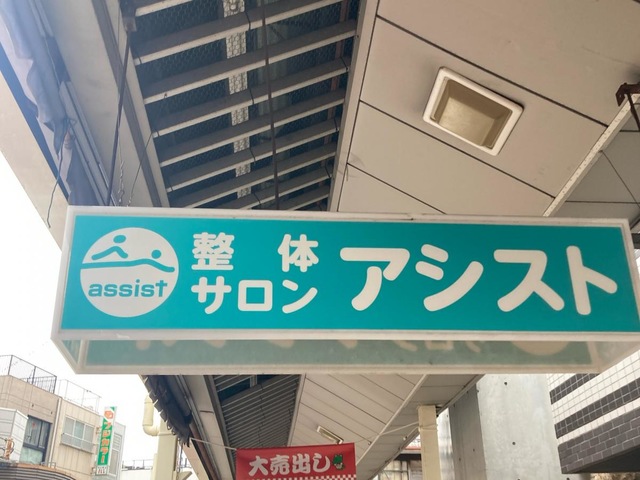 assist
整体
サロン
アシスト
大売出し